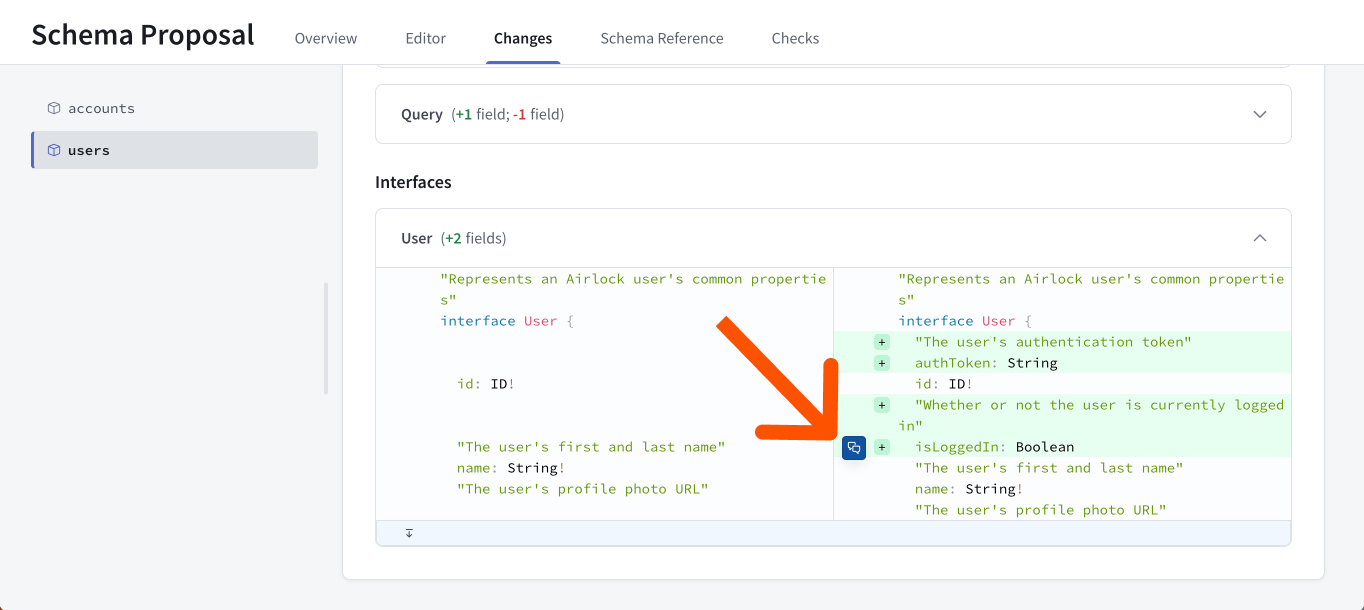 Schema Proposal Overview Editor Changes Schema Reference Checks
accounts
users
Query (+1 field; -1 field)
Interfaces
User (+2 fields)
"Represents an Airlock user's common propertie
s"
interface User {
id: ID!
"The user's first and last name"
name: String!
"The user's profile photo URL"
"Represents an Airlock user's common propertie
s"
interface User {
+ "The user's authentication token"
+ authToken: String
id: ID!
+ "Whether or not the user is currently logged
in"
+ isLoggedIn: Boolean
"The user's first and last name"
name: String!
"The user's profile photo URL"